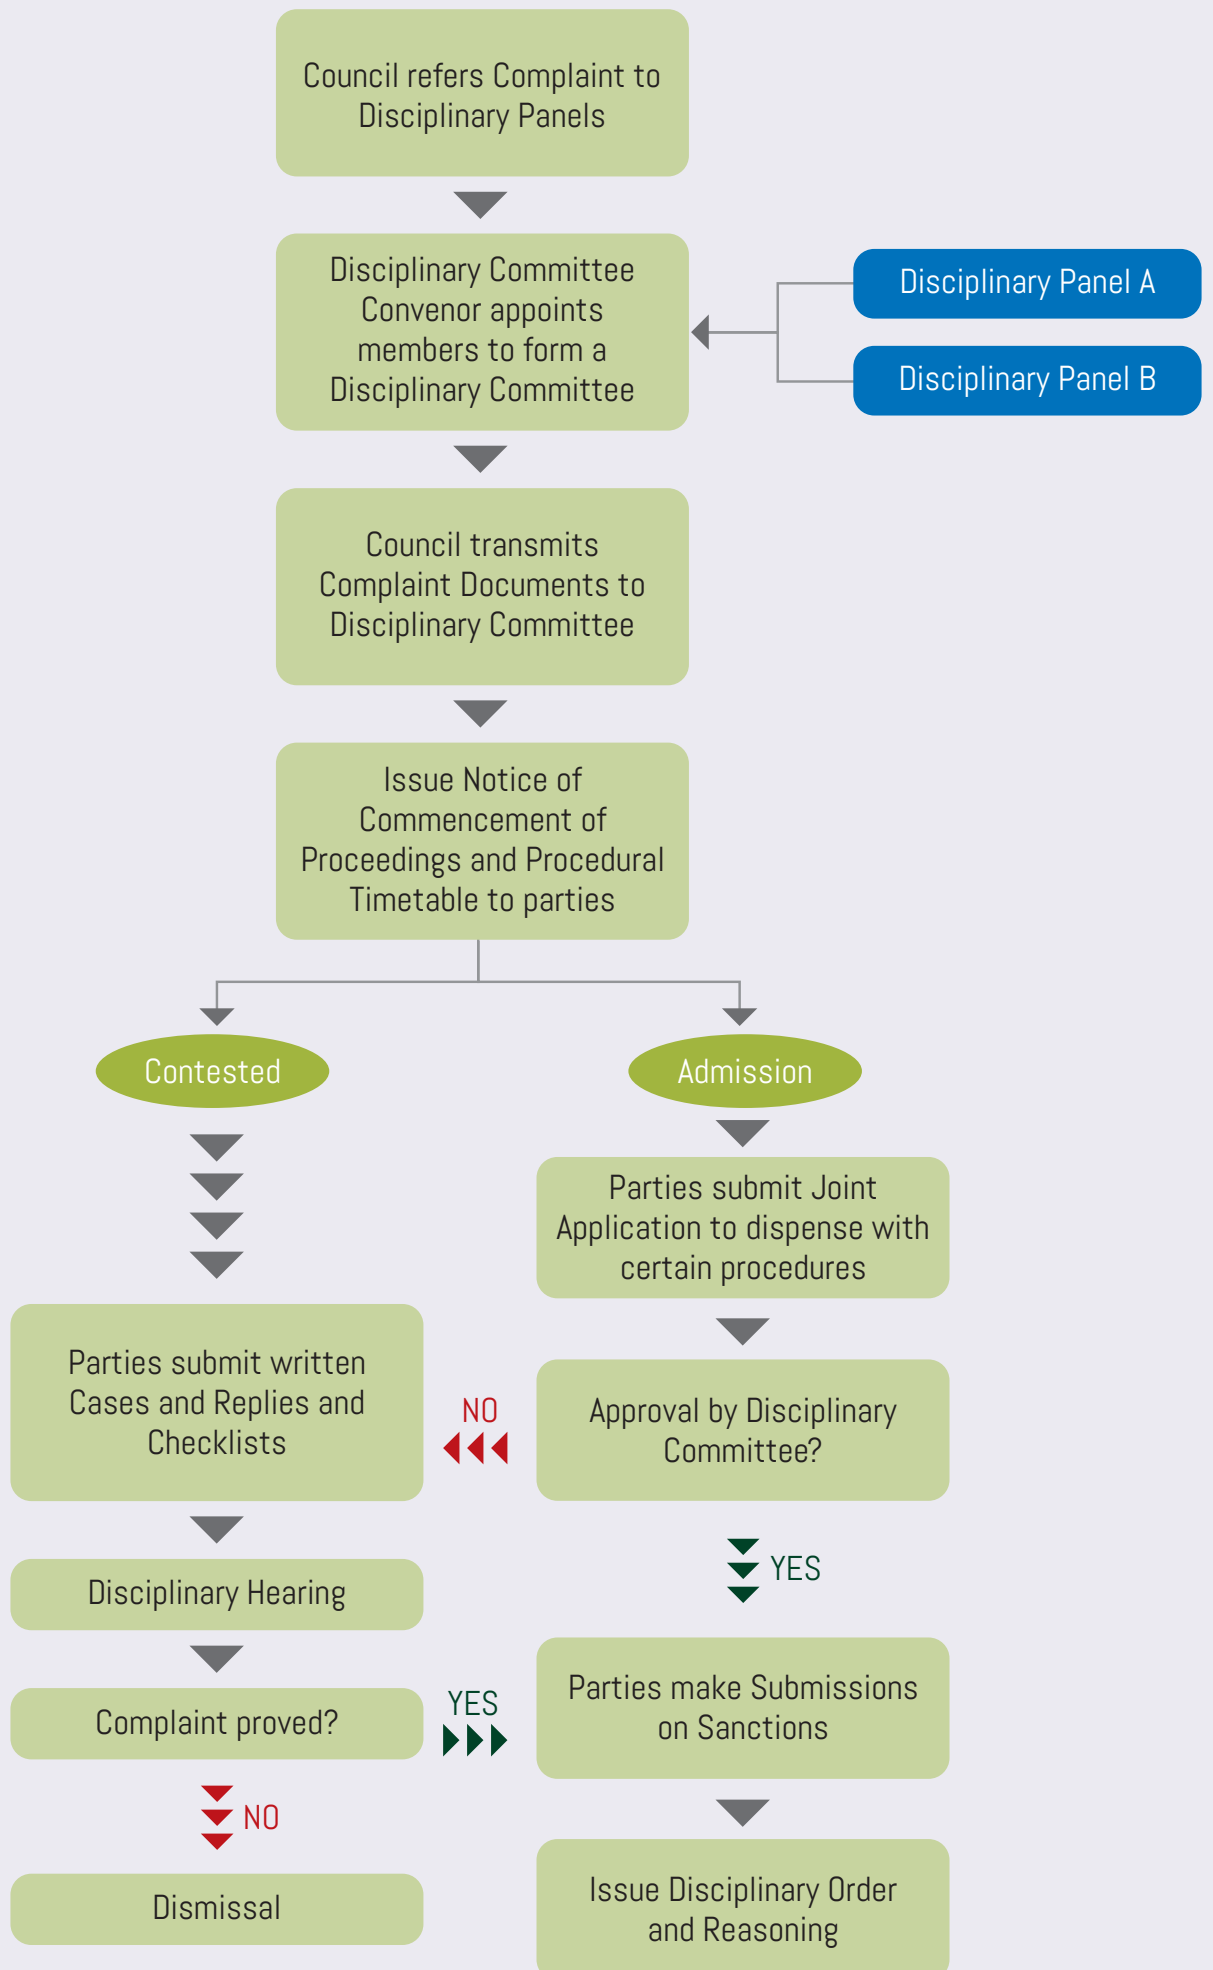 Council refers Complaint to
Disciplinary Panels
Disciplinary Committee
Convenor appoints
members to form a
Disciplinary Committee
Disciplinary Panel A
Disciplinary Panel B
Council transmits
Complaint Documents to
Disciplinary Committee
Issue Notice of
Commencement of
Proceedings and Procedural
Timetable to parties
Contested
Admission
Parties submit Joint
Application to dispense with
certain procedures
Parties submit written
Cases and Replies and
Checklists
NO
Approval by Disciplinary
Committee?
YES
Disciplinary Hearing
Complaint proved?
YES
Parties make Submissions
on Sanctions
NO
Dismissal
Issue Disciplinary Order
and Reasoning